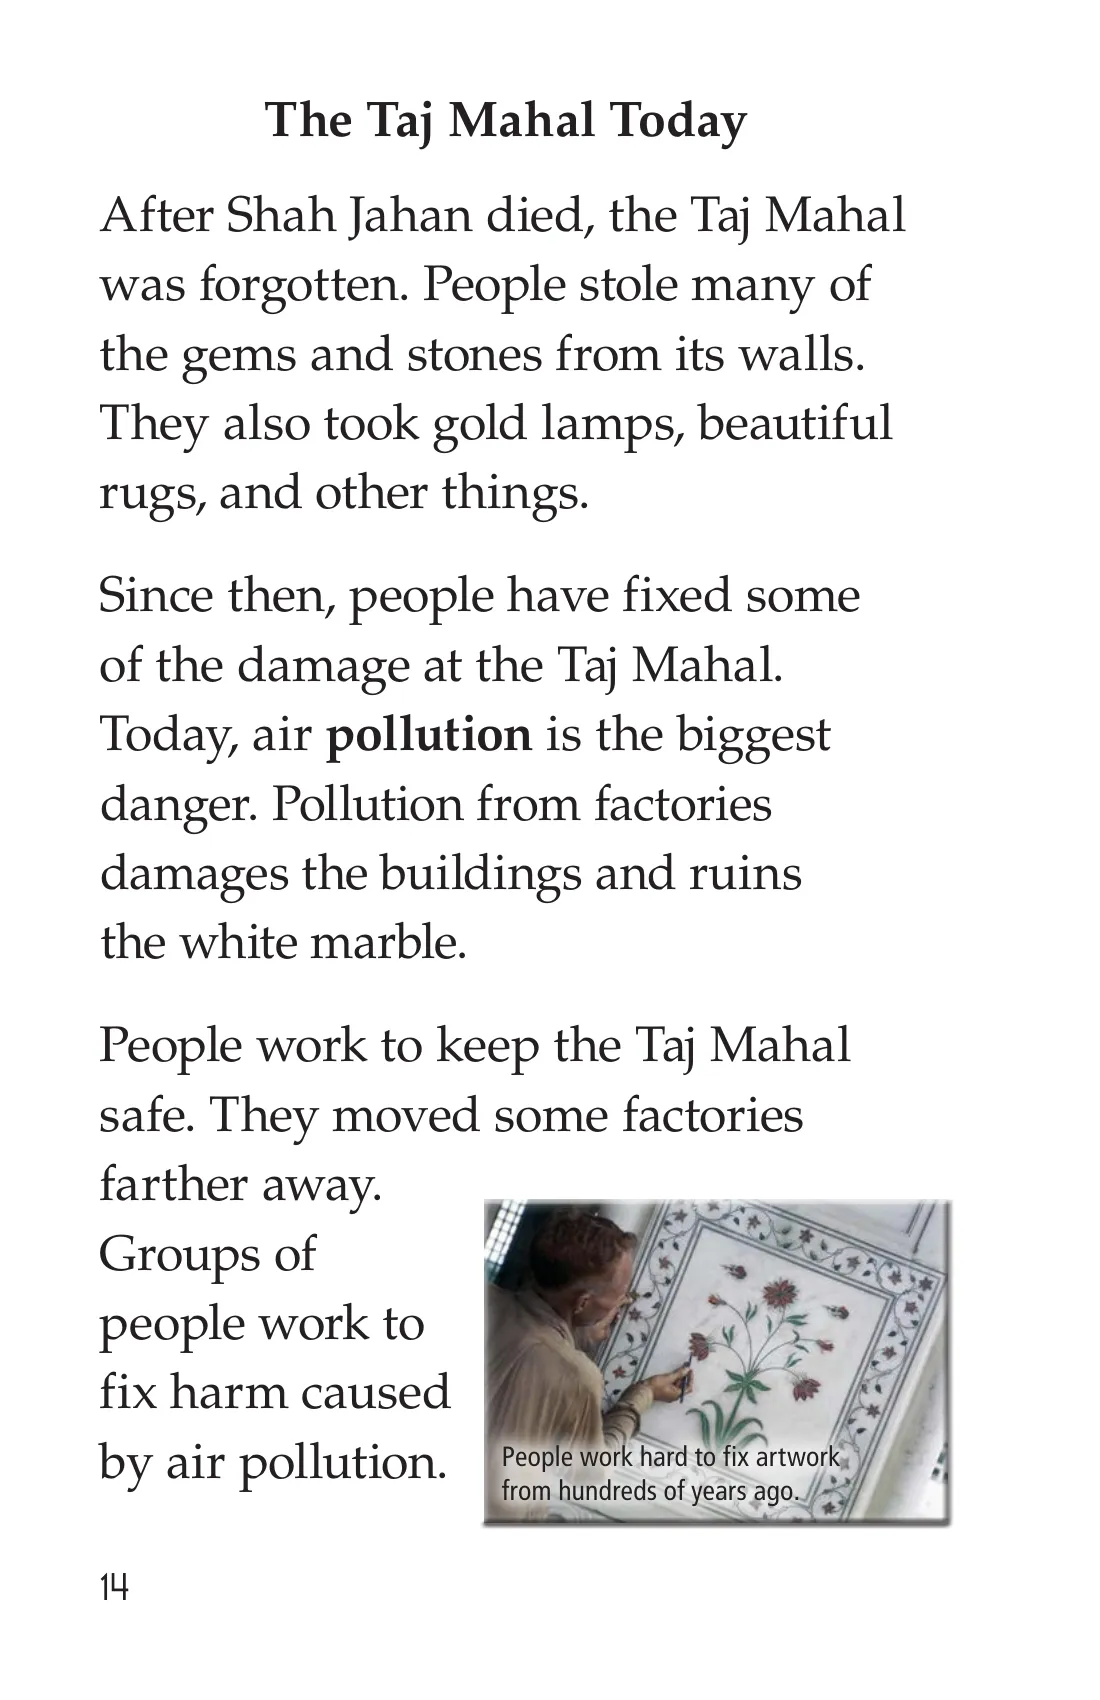 The Taj Mahal Today
After Shah Jahan died, the Taj Mahal
was forgotten. People stole many of
the gems and stones from its walls.
They also took gold lamps, beautiful
rugs, and other things.
Since then, people have fixed some
of the damage at the Taj Mahal.
Today, air pollution is the biggest
danger. Pollution from factories
damages the buildings and ruins
the white marble.
People work to keep the Taj Mahal
safe. They moved some factories
farther away.
Groups of
people work to
fix harm caused
by air pollution.
People work hard to fix artwork
from hundreds of years ago.
14